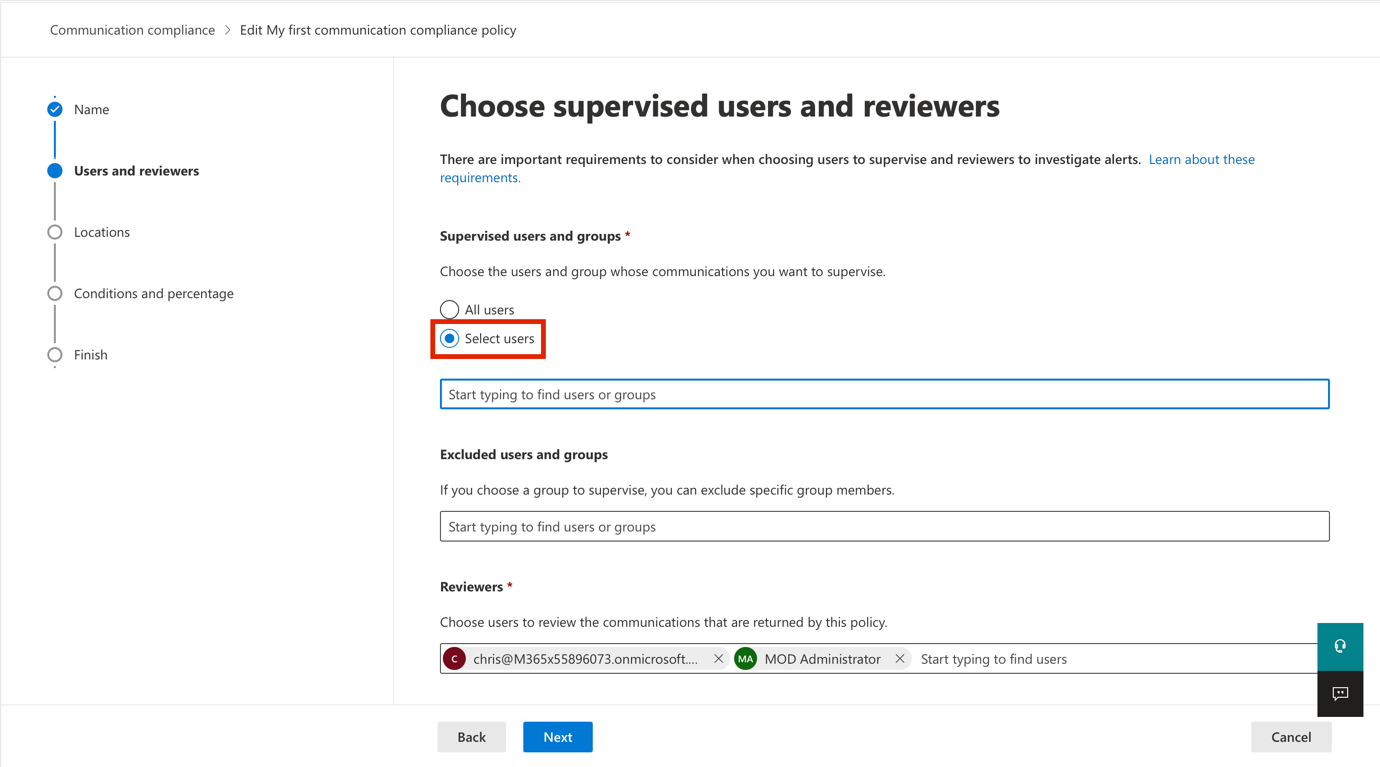 Communication compliance > Edit My first communication compliance policy
Name
Users and reviewers
Locations
Conditions and percentage
Finish
Choose supervised users and reviewers
There are important requirements to consider when choosing users to supervise and reviewers to investigate alerts. Learn about these
requirements.
Supervised users and groups *
Choose the users and group whose communications you want to supervise.
All users
Select users
Start typing to find users or groups
Excluded users and groups
If you choose a group to supervise, you can exclude specific group members.
Start typing to find users or groups
Reviewers *
Choose users to review the communications that are returned by this policy.
C chris@M365x55896073.onmicrosoft.... MA MOD Administrator Start typing to find users
Back Next Cancel